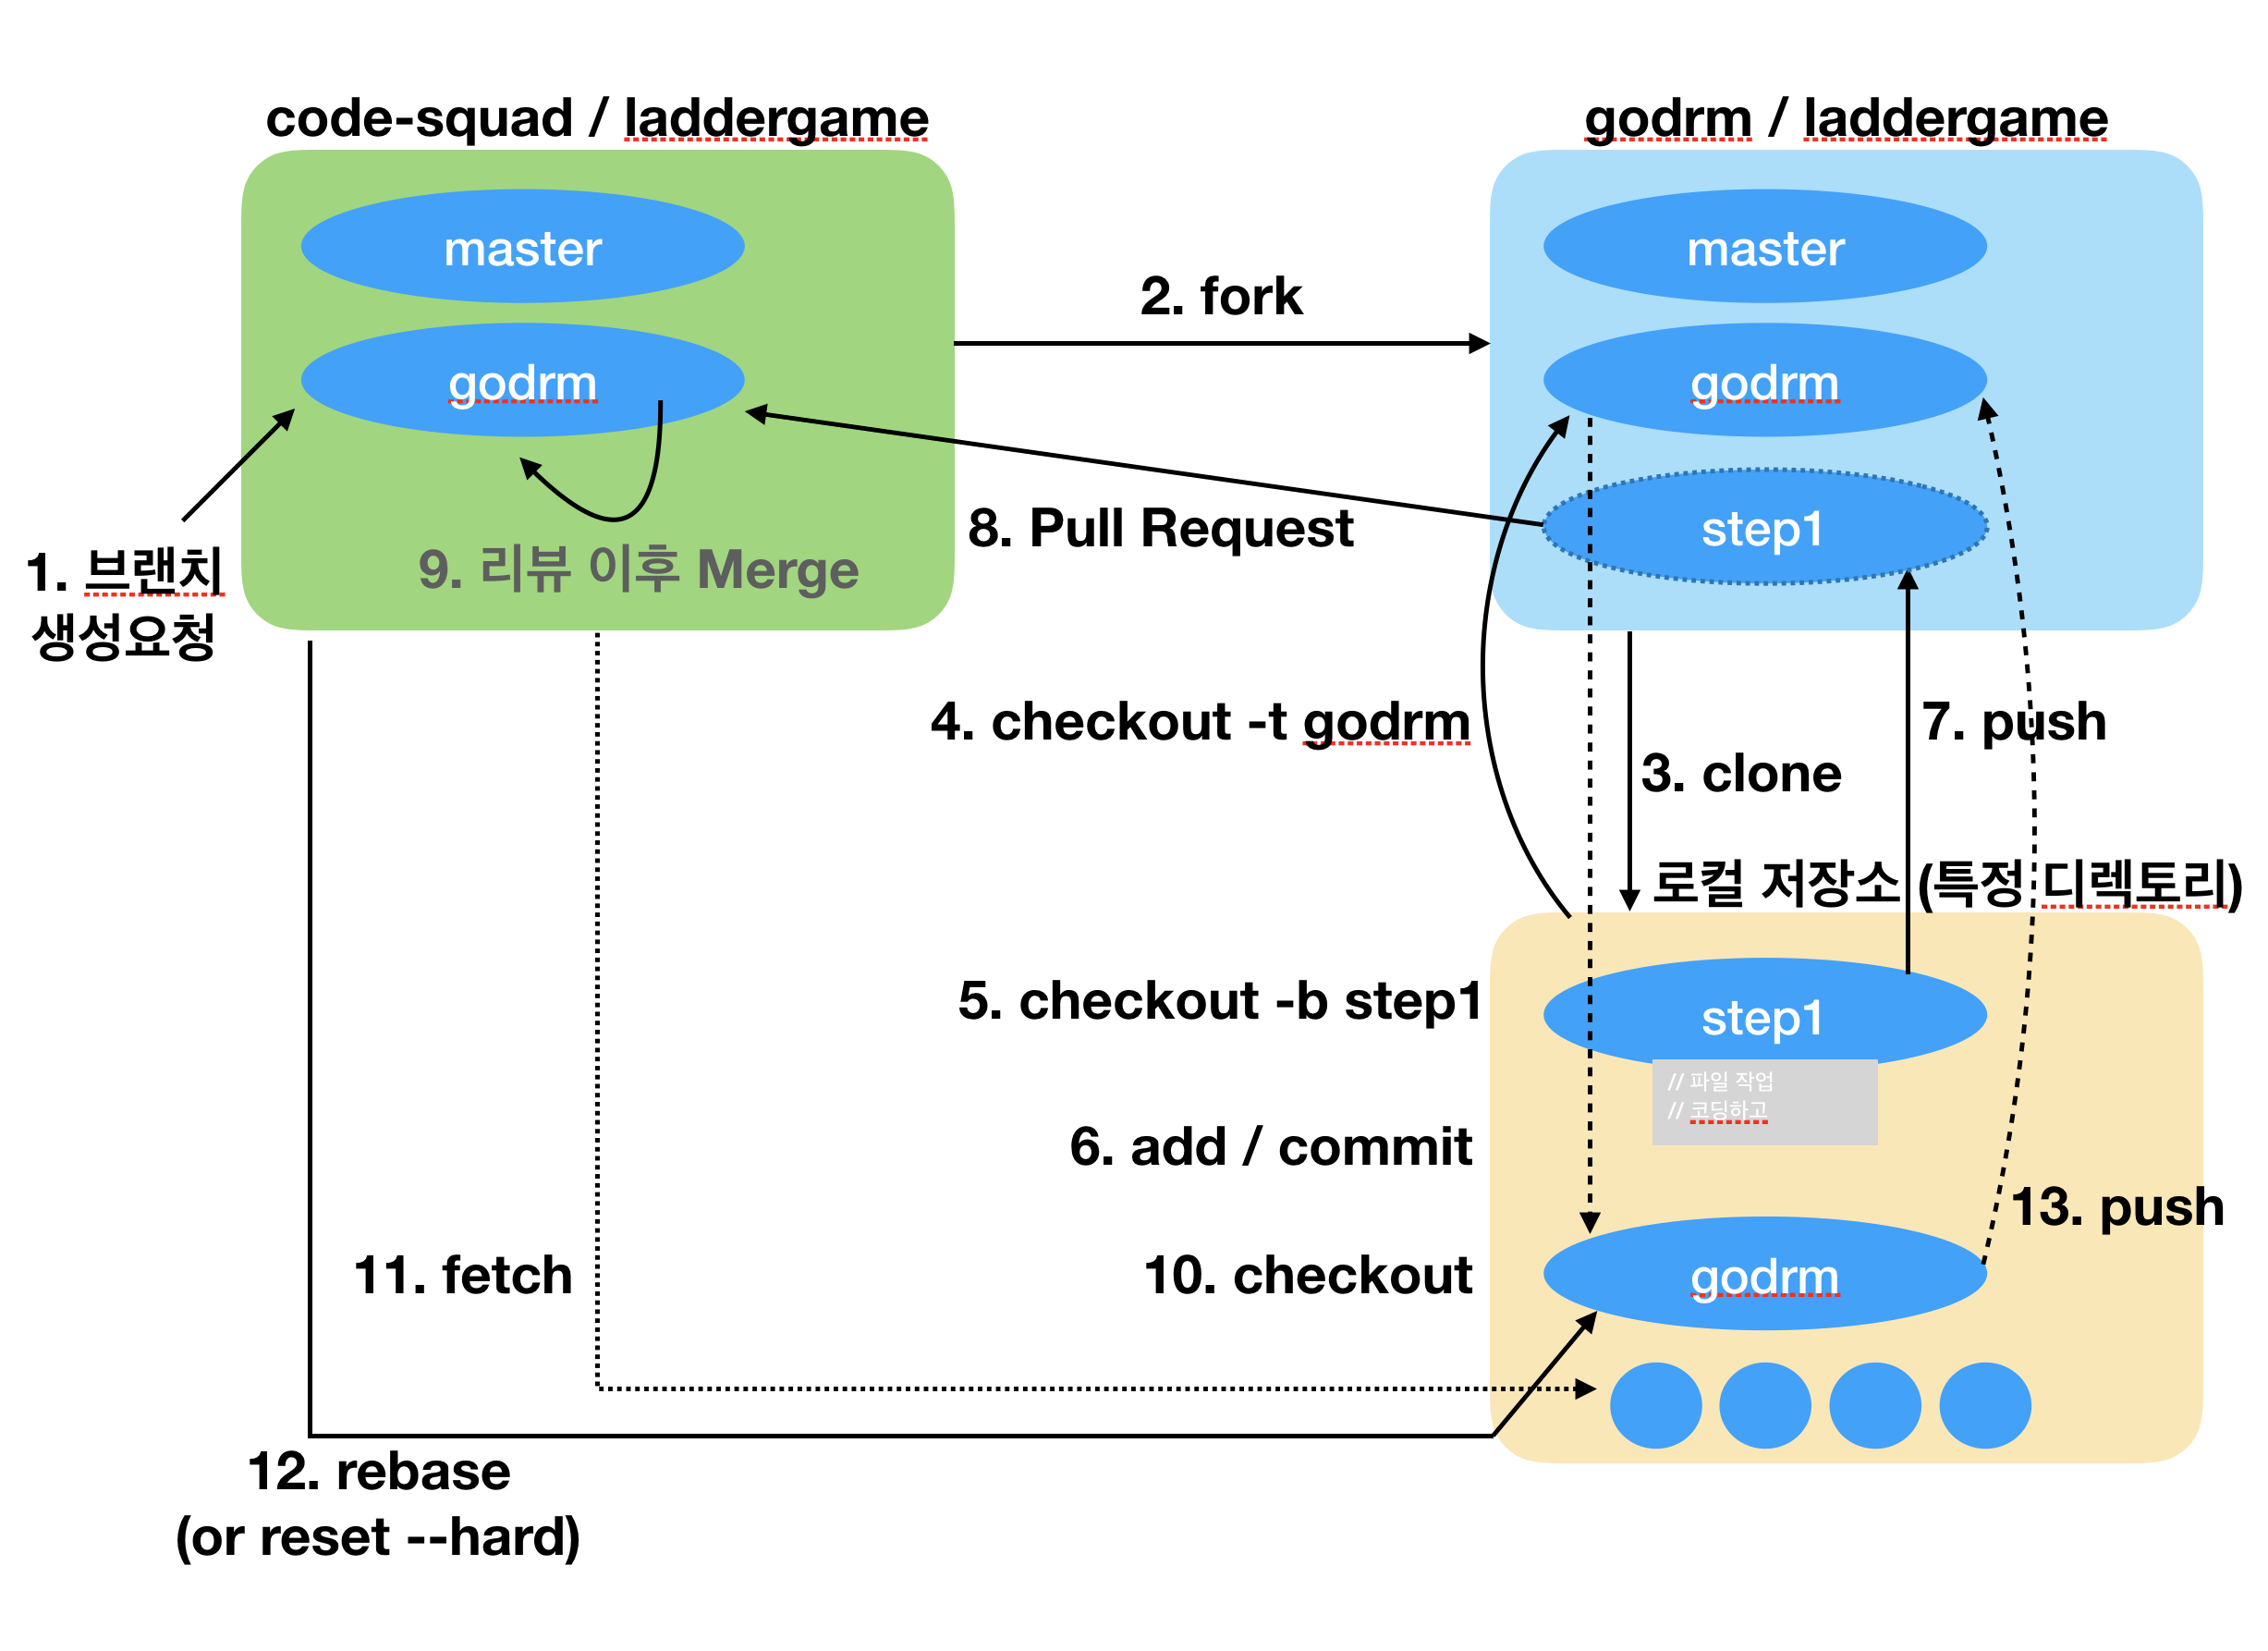 code-squad / laddergame
godrm / laddergame
master
godrm
master
godrm
step1
1. 브랜치
생성요청
2. fork
8. Pull Request
9. 리뷰 이후 Merge
4. checkout -t godrm
3. clone
7. push
로컬 저장소 (특정 디렉토리)
5. checkout -b step1
step1
// 파일 작업
// 코딩하고
6. add / commit
13. push
11. fetch
10. checkout
godrm
12. rebase
(or reset --hard)